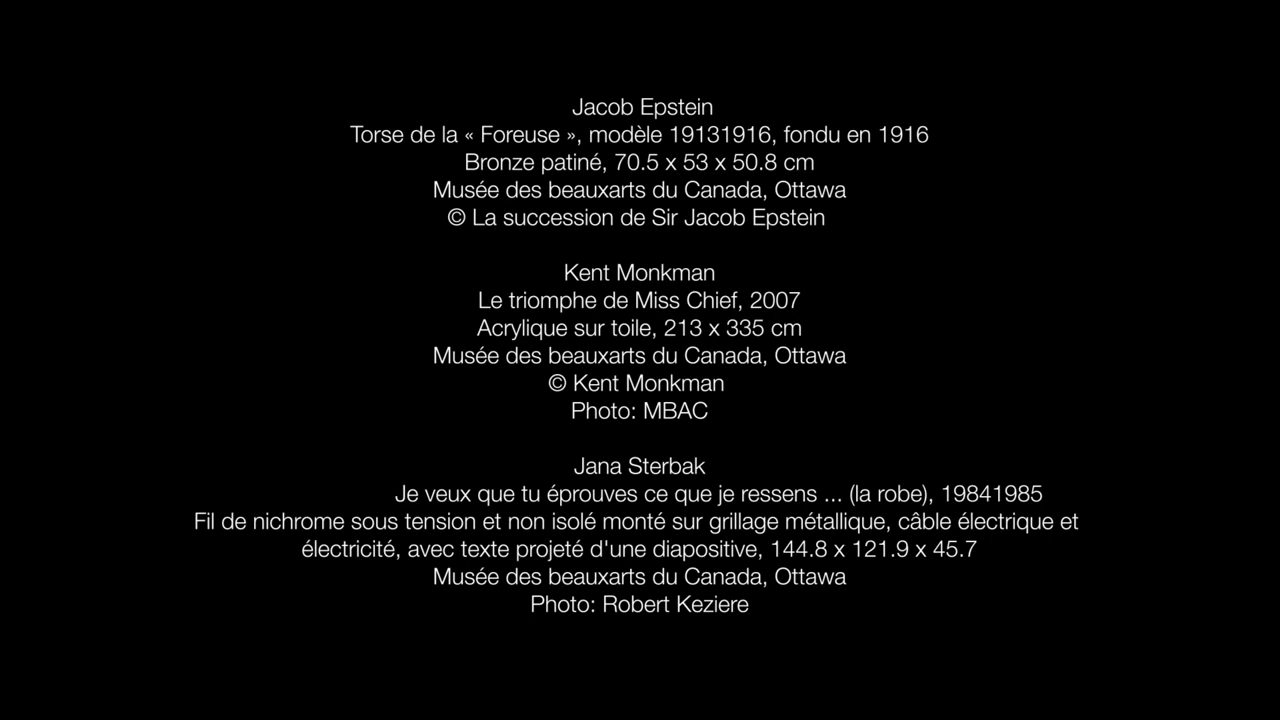 Jacob Epstein
Torse de la « Foreuse », modèle 19131916, fondu en 1916
Bronze patiné, 70.5 x 53 x 50.8 cm
Musée des beauxarts du Canada, Ottawa
© La succession de Sir Jacob Epstein
Kent Monkman
Le triomphe de Miss Chief, 2007
Acrylique sur toile, 213 x 335 cm
Musée des beauxarts du Canada, Ottawa
© Kent Monkman
Photo: MBAC
Jana Sterbak
Je veux que tu éprouves ce que je ressens ... (la robe), 19841985
Fil de nichrome sous tension et non isolé monté sur grillage métallique, câble électrique et
électricité, avec texte projeté d'une diapositive, 144.8 x 121.9 x 45.7
Musée des beauxarts du Canada, Ottawa
Photo: Robert Keziere